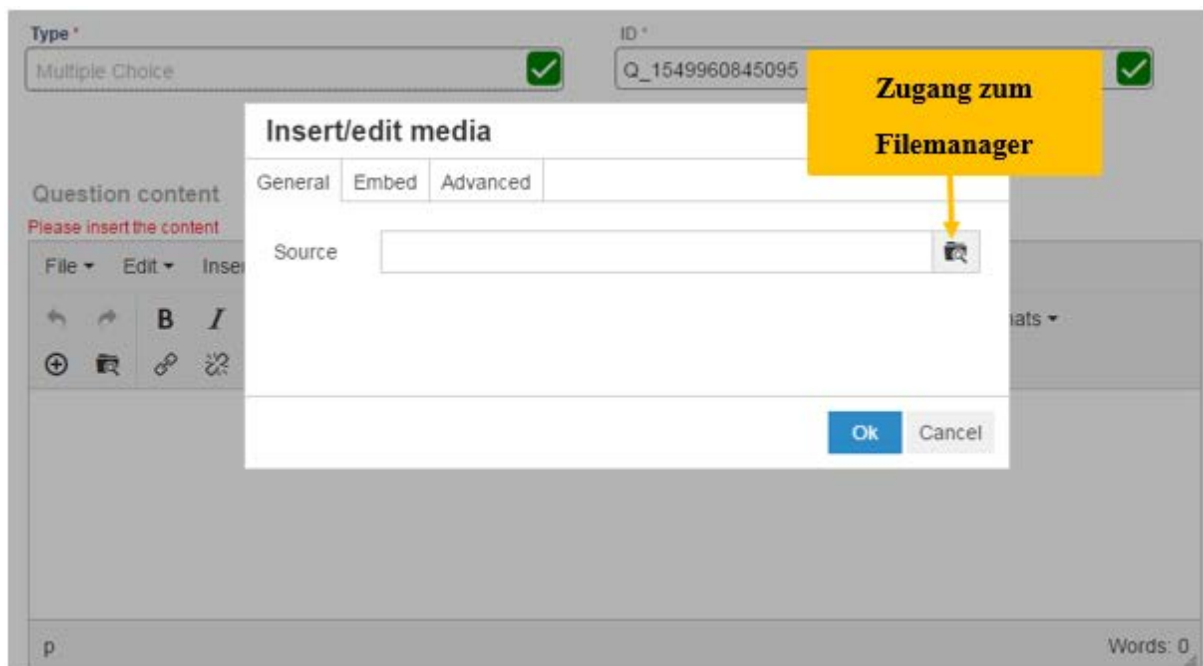 Type *
ID *
Multiple Choice
Q_1549960845095
Zugang zum
Filemanager
Insert/edit media
General Embed Advanced
Question content
Please insert the content
Source
File Edit Inser
B I
ats
Ok Cancel
p
Words: 0